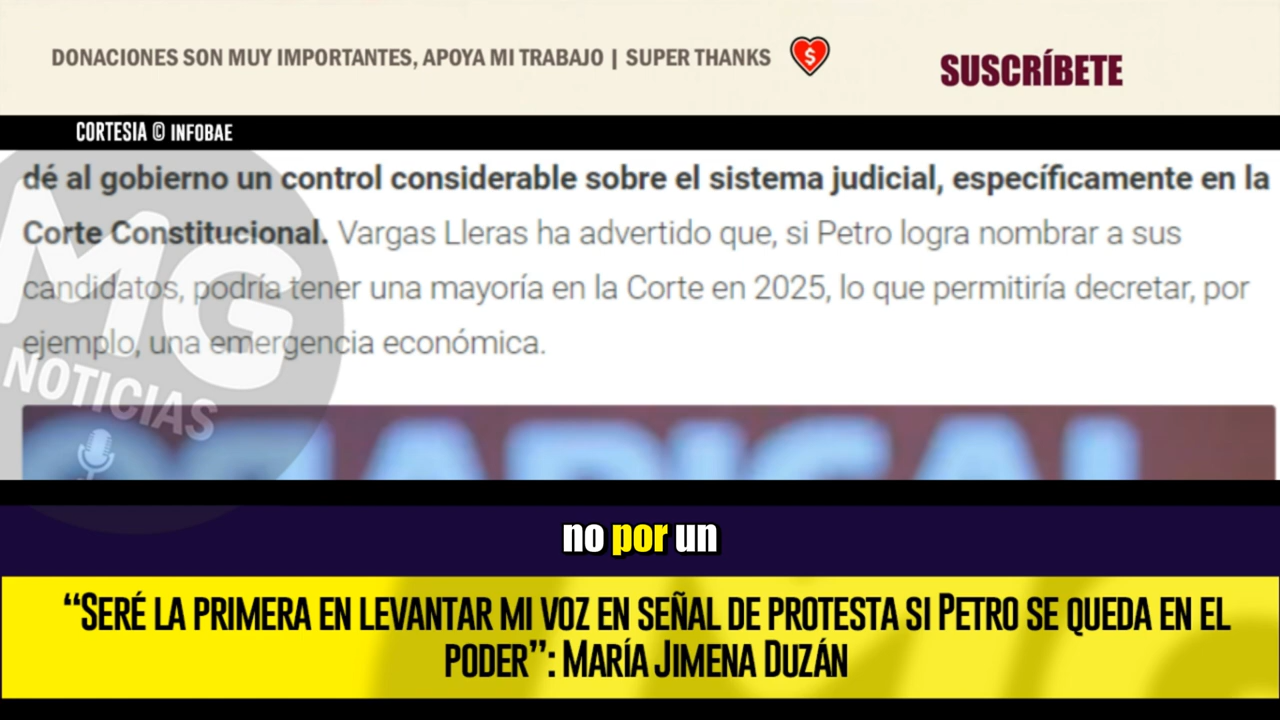 DONACIONES SON MUY IMPORTANTES, APOYA MI TRABAJO | SUPER THANKS
SUSCRÍBETE
CORTESIA © INFOBAE
dé al gobierno un control considerable sobre el sistema judicial, específicamente en la
Corte Constitucional. Vargas Lleras ha advertido que, si Petro logra nombrar a sus
candidatos, podría tener una mayoría en la Corte en 2025, lo que permitiría decretar, por
ejemplo, una emergencia económica.
MG
NOTICIAS
no por un
“SERÉ LA PRIMERA EN LEVANTAR MI VOZ EN SEÑAL DE PROTESTA SI PETRO SE QUEDA EN EL
PODER”: MARÍA JIMENA DUZÁN